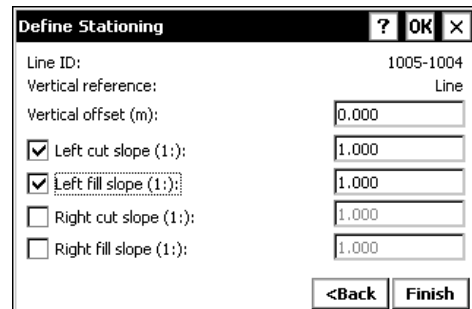 Define Stationing ? OK ×
Line ID: 1005-1004
Vertical reference: Line
Vertical offset (m): 0.000
Left cut slope (1:): 1.000
Left fill slope (1:): 1.000
Right cut slope (1:): 1.000
Right fill slope (1:): 1.000
<Back Finish